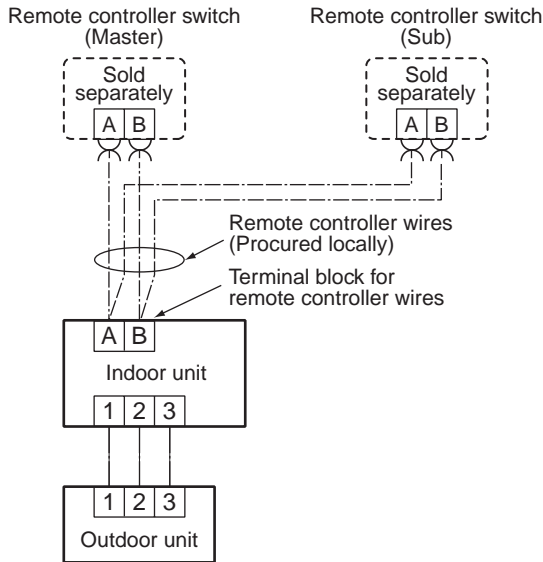 Remote controller switch
(Master)
Remote controller switch
(Sub)
Sold
separately
A B
Sold
separately
A B
Remote controller wires
(Procured locally)
Terminal block for
remote controller wires
A B
Indoor unit
1 2 3
1 2 3
Outdoor unit